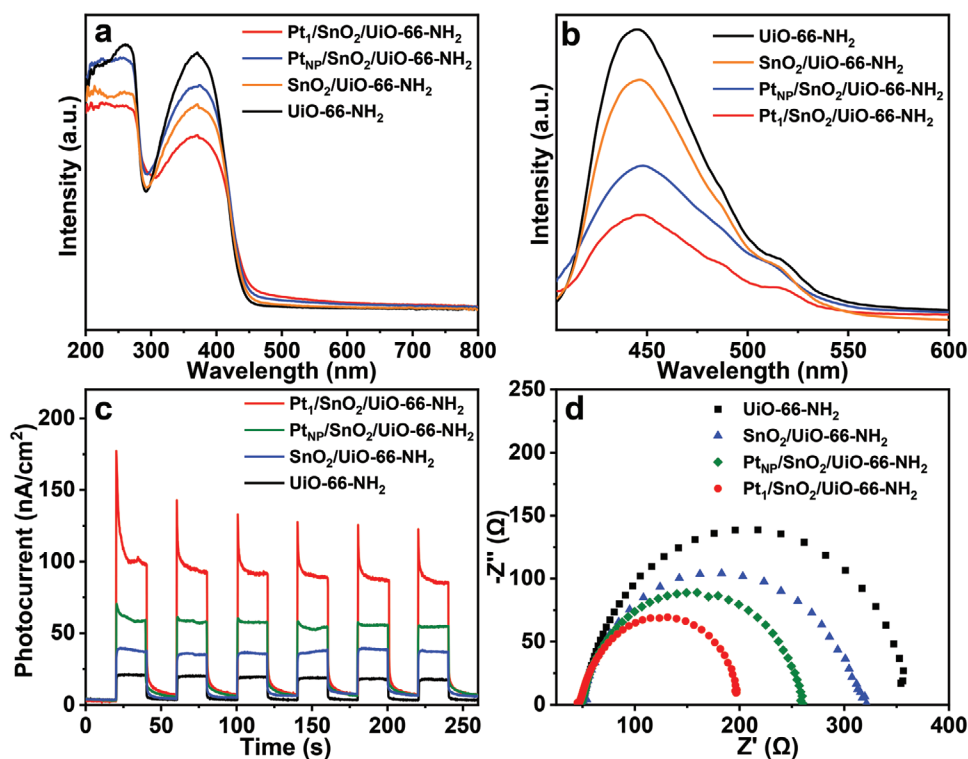 a
Pt₁/SnO₂/UiO-66-NH₂
Pt_NP/SnO₂/UiO-66-NH₂
SnO₂/UiO-66-NH₂
UiO-66-NH₂
Intensity (a.u.)
200 300 400 500 600 700 800
Wavelength (nm)
b
UiO-66-NH₂
SnO₂/UiO-66-NH₂
Pt_NP/SnO₂/UiO-66-NH₂
Pt₁/SnO₂/UiO-66-NH₂
Intensity (a.u.)
450 500 550 600
Wavelength (nm)
c
Pt₁/SnO₂/UiO-66-NH₂
Pt_NP/SnO₂/UiO-66-NH₂
SnO₂/UiO-66-NH₂
UiO-66-NH₂
Photocurrent (nA/cm²)
200
150
100
50
0
0 50 100 150 200 250
Time (s)
d
UiO-66-NH₂
SnO₂/UiO-66-NH₂
Pt_NP/SnO₂/UiO-66-NH₂
Pt₁/SnO₂/UiO-66-NH₂
-Z'' (Ω)
250
200
150
100
50
0
100 200 300 400
Z' (Ω)